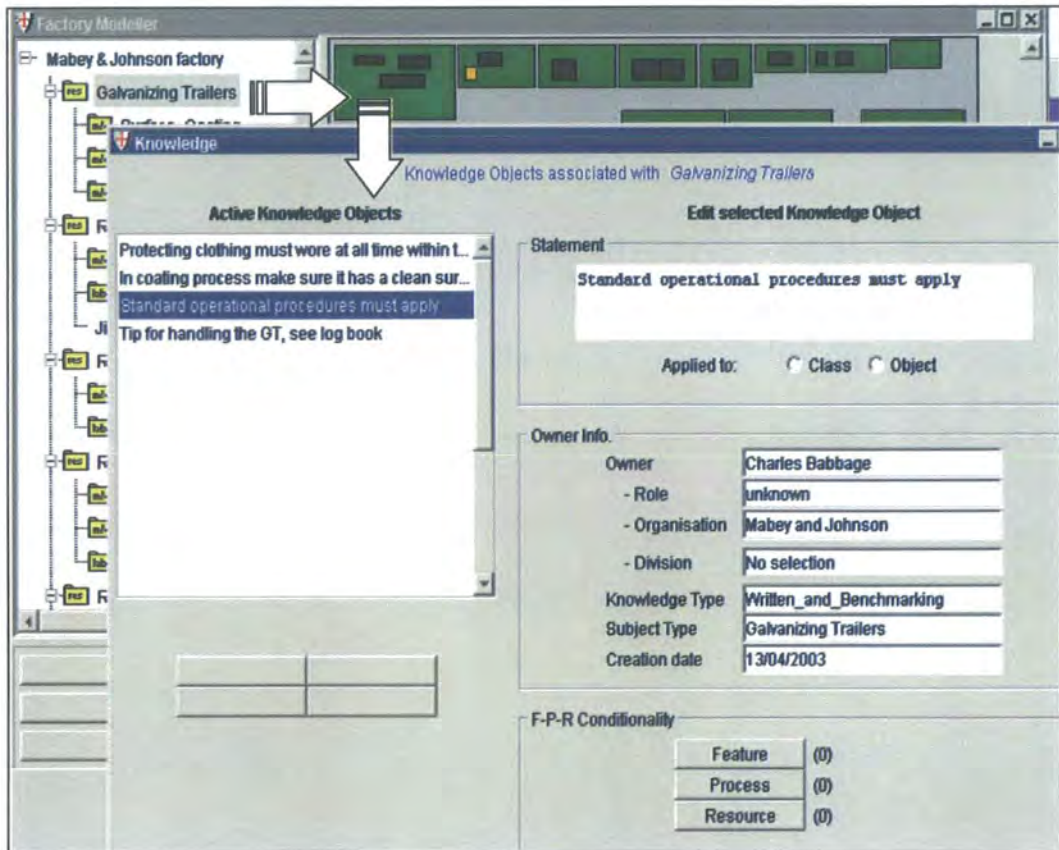 Factory Modeller
Mabey & Johnson factory
res Galvanizing Trailers
Knowledge
Knowledge Objects associated with Galvanizing Trailers
Active Knowledge Objects
Protecting clothing must wore at all time within t...
In coating process make sure it has a clean sur...
Standard operational procedures must apply
Tip for handling the GT, see log book
Edit selected Knowledge Object
Statement
Standard operational procedures must apply
Applied to: Class Object
Owner Info.
Owner Charles Babbage
- Role unknown
- Organisation Mabey and Johnson
- Division No selection
Knowledge Type Written_and_Benchmarking
Subject Type Galvanizing Trailers
Creation date 13/04/2003
F-P-R Conditionality
Feature (0)
Process (0)
Resource (0)